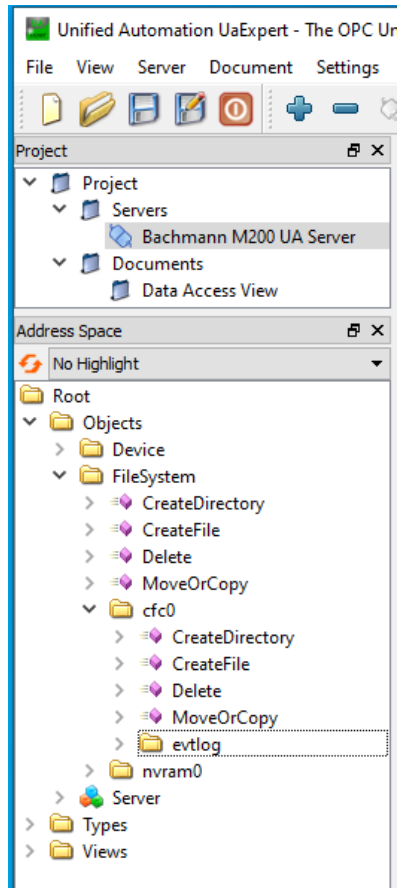 Unified Automation UaExpert - The OPC Un
File View Server Document Settings
Project
Project
Servers
Bachmann M200 UA Server
Documents
Data Access View
Address Space
No Highlight
Root
Objects
Device
FileSystem
CreateDirectory
CreateFile
Delete
MoveOrCopy
cfc0
CreateDirectory
CreateFile
Delete
MoveOrCopy
evtlog
nvram0
Server
Types
Views